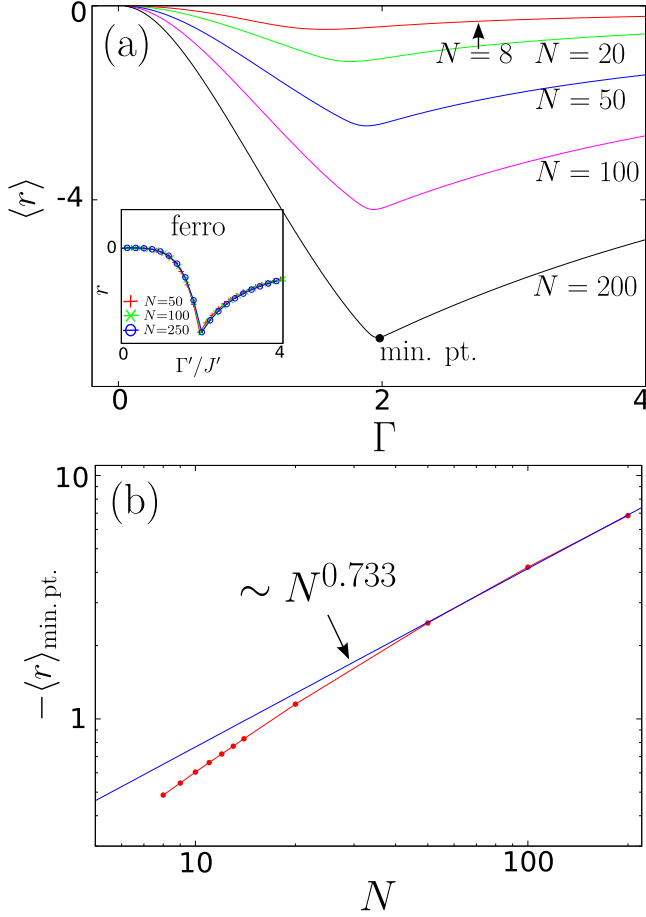 0
(a)
N = 8 N = 20
N = 50
⟨r⟩
-4
N = 100
ferro
0
r
N=50
N=100
N=250
N = 200
min. pt.
0 4
Γ′/J′
0 2 4
Γ
10
(b)
∼ N^0.733
−⟨r⟩min. pt.
1
10 100
N